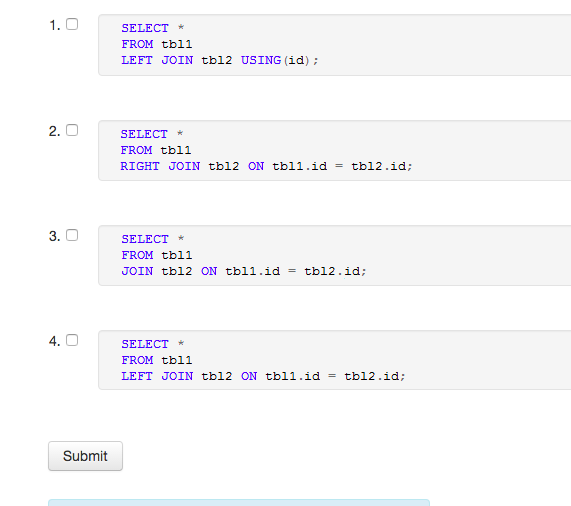 1. SELECT *
FROM tbl1
LEFT JOIN tbl2 USING(id);
2. SELECT *
FROM tbl1
RIGHT JOIN tbl2 ON tbl1.id = tbl2.id;
3. SELECT *
FROM tbl1
JOIN tbl2 ON tbl1.id = tbl2.id;
4. SELECT *
FROM tbl1
LEFT JOIN tbl2 ON tbl1.id = tbl2.id;
Submit